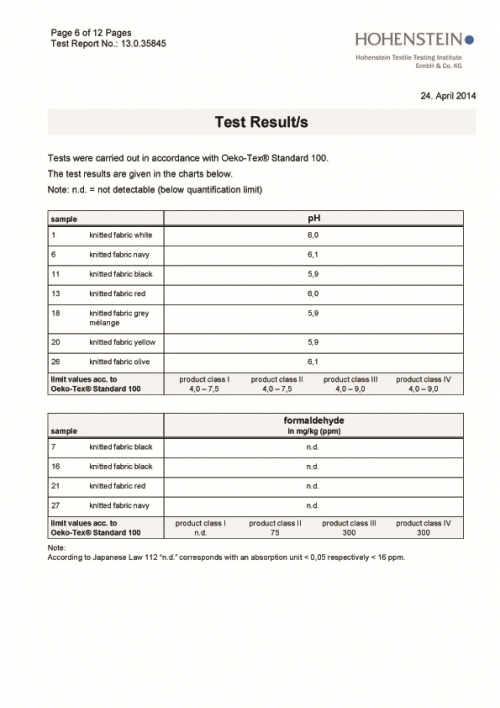 Page 6 of 12 Pages
Test Report No.: 13.0.35845
HOHENSTEIN
Hohenstein Textile Testing Institute
GmbH & Co. KG
24. April 2014
Test Result/s
Tests were carried out in accordance with Oeko-Tex® Standard 100.
The test results are given in the charts below.
Note: n.d. = not detectable (below quantification limit)
sample pH
1 knitted fabric white 6,0
6 knitted fabric navy 6,1
11 knitted fabric black 5,9
13 knitted fabric red 6,0
18 knitted fabric grey 5,9
mélange
20 knitted fabric yellow 5,9
26 knitted fabric olive 6,1
limit values acc. to product class I product class II product class III product class IV
Oeko-Tex® Standard 100 4,0 – 7,5 4,0 – 7,5 4,0 – 9,0 4,0 – 9,0
formaldehyde
sample in mg/kg (ppm)
7 knitted fabric black n.d.
16 knitted fabric black n.d.
21 knitted fabric red n.d.
27 knitted fabric navy n.d.
limit values acc. to product class I product class II product class III product class IV
Oeko-Tex® Standard 100 n.d. 75 300 300
Note:
According to Japanese Law 112 "n.d." corresponds with an absorption unit < 0,05 respectively < 16 ppm.